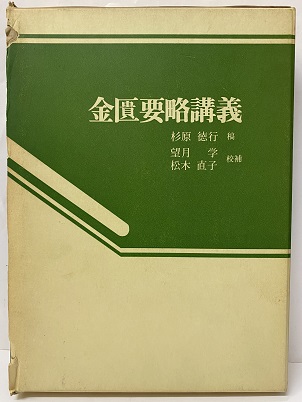 金匱要略講義
杉原 徳行 稿
望月 学
松木 直子 校補